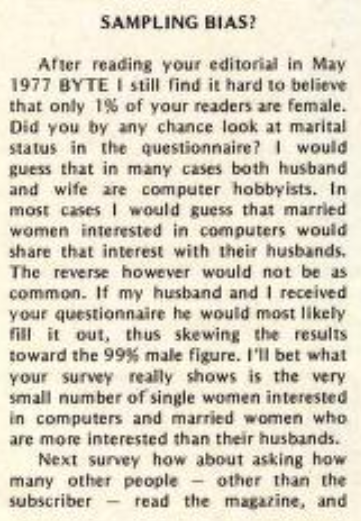 SAMPLING BIAS?
After reading your editorial in May
1977 BYTE I still find it hard to believe
that only 1% of your readers are female.
Did you by any chance look at marital
status in the questionnaire? I would
guess that in many cases both husband
and wife are computer hobbyists. In
most cases I would guess that married
women interested in computers would
share that interest with their husbands.
The reverse however would not be as
common. If my husband and I received
your questionnaire he would most likely
fill it out, thus skewing the results
toward the 99% male figure. I'll bet what
your survey really shows is the very
small number of single women interested
in computers and married women who
are more interested than their husbands.
Next survey how about asking how
many other people — other than the
subscriber — read the magazine, and